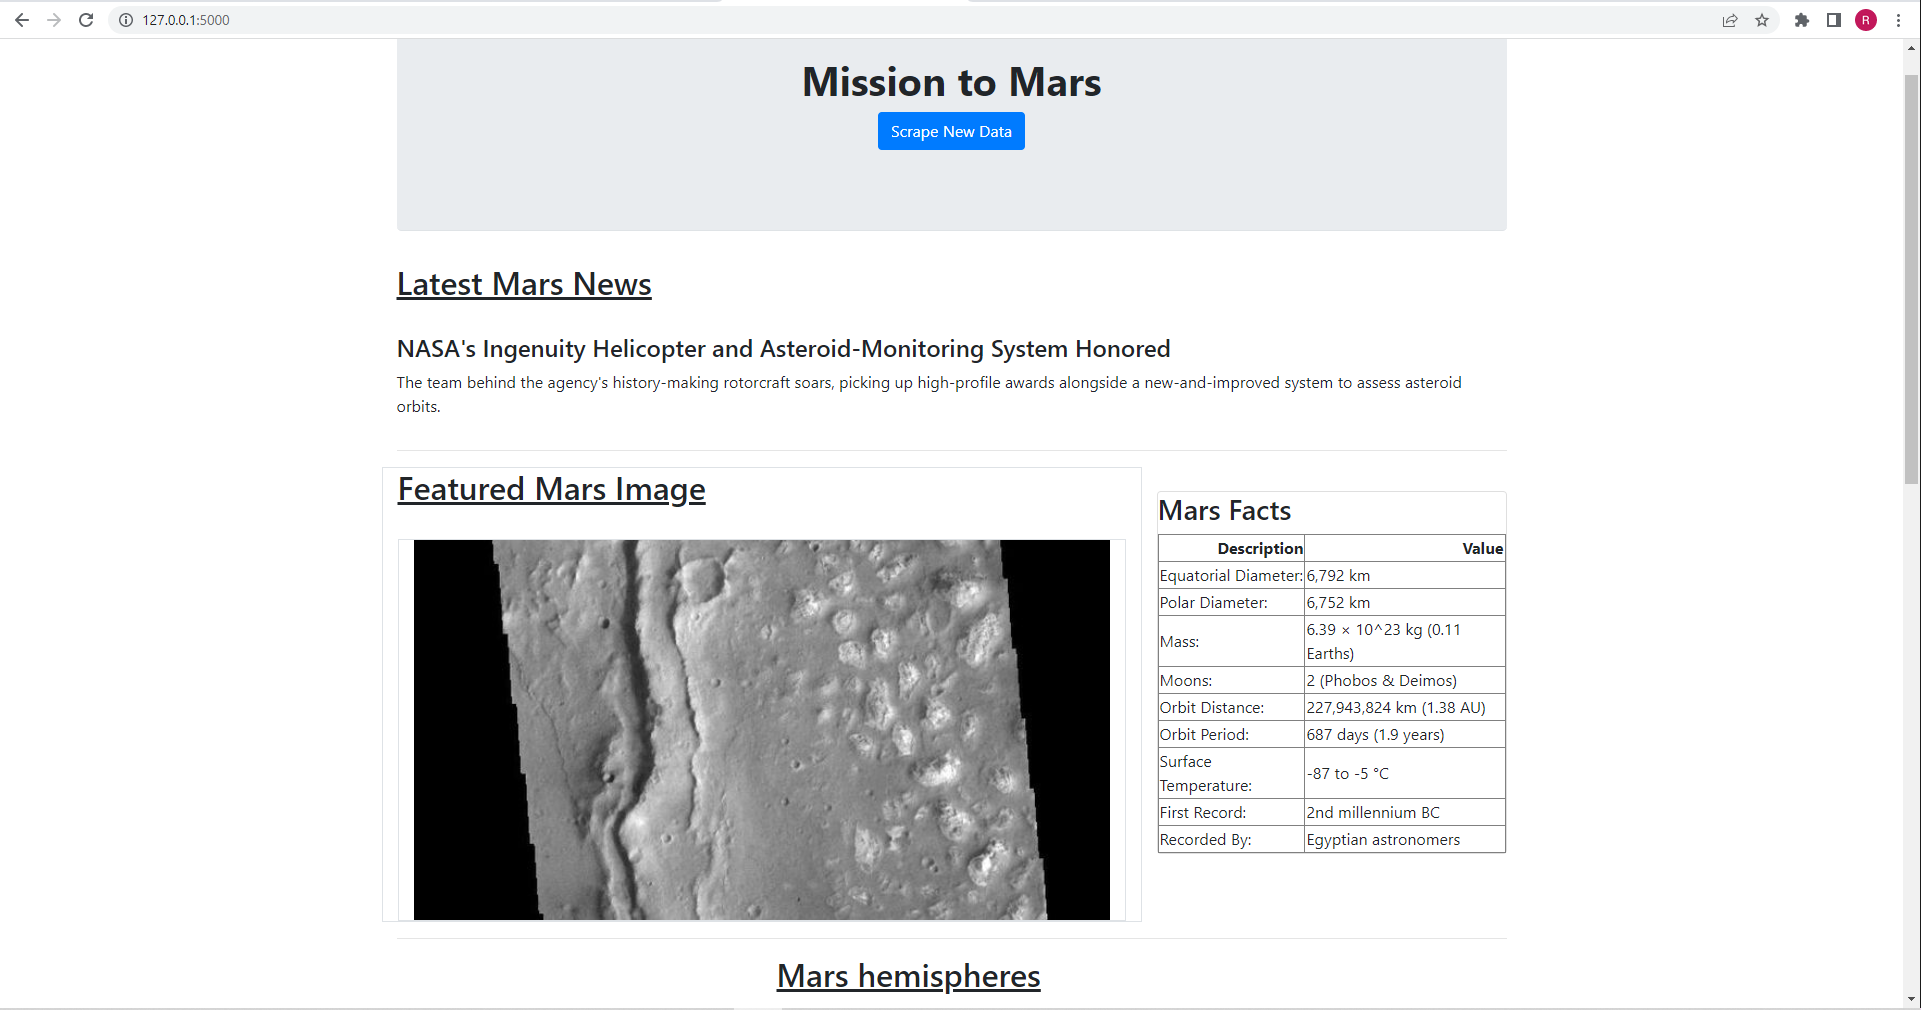 127.0.0.1:5000
R
Mission to Mars
Scrape New Data
Latest Mars News
NASA's Ingenuity Helicopter and Asteroid-Monitoring System Honored
The team behind the agency's history-making rotorcraft soars, picking up high-profile awards alongside a new-and-improved system to assess asteroid
orbits.
Featured Mars Image
Mars Facts
Description Value
Equatorial Diameter: 6,792 km
Polar Diameter: 6,752 km
Mass: 6.39 × 10^23 kg (0.11
Earths)
Moons: 2 (Phobos & Deimos)
Orbit Distance: 227,943,824 km (1.38 AU)
Orbit Period: 687 days (1.9 years)
Surface
Temperature: -87 to -5 °C
First Record: 2nd millennium BC
Recorded By: Egyptian astronomers
Mars hemispheres